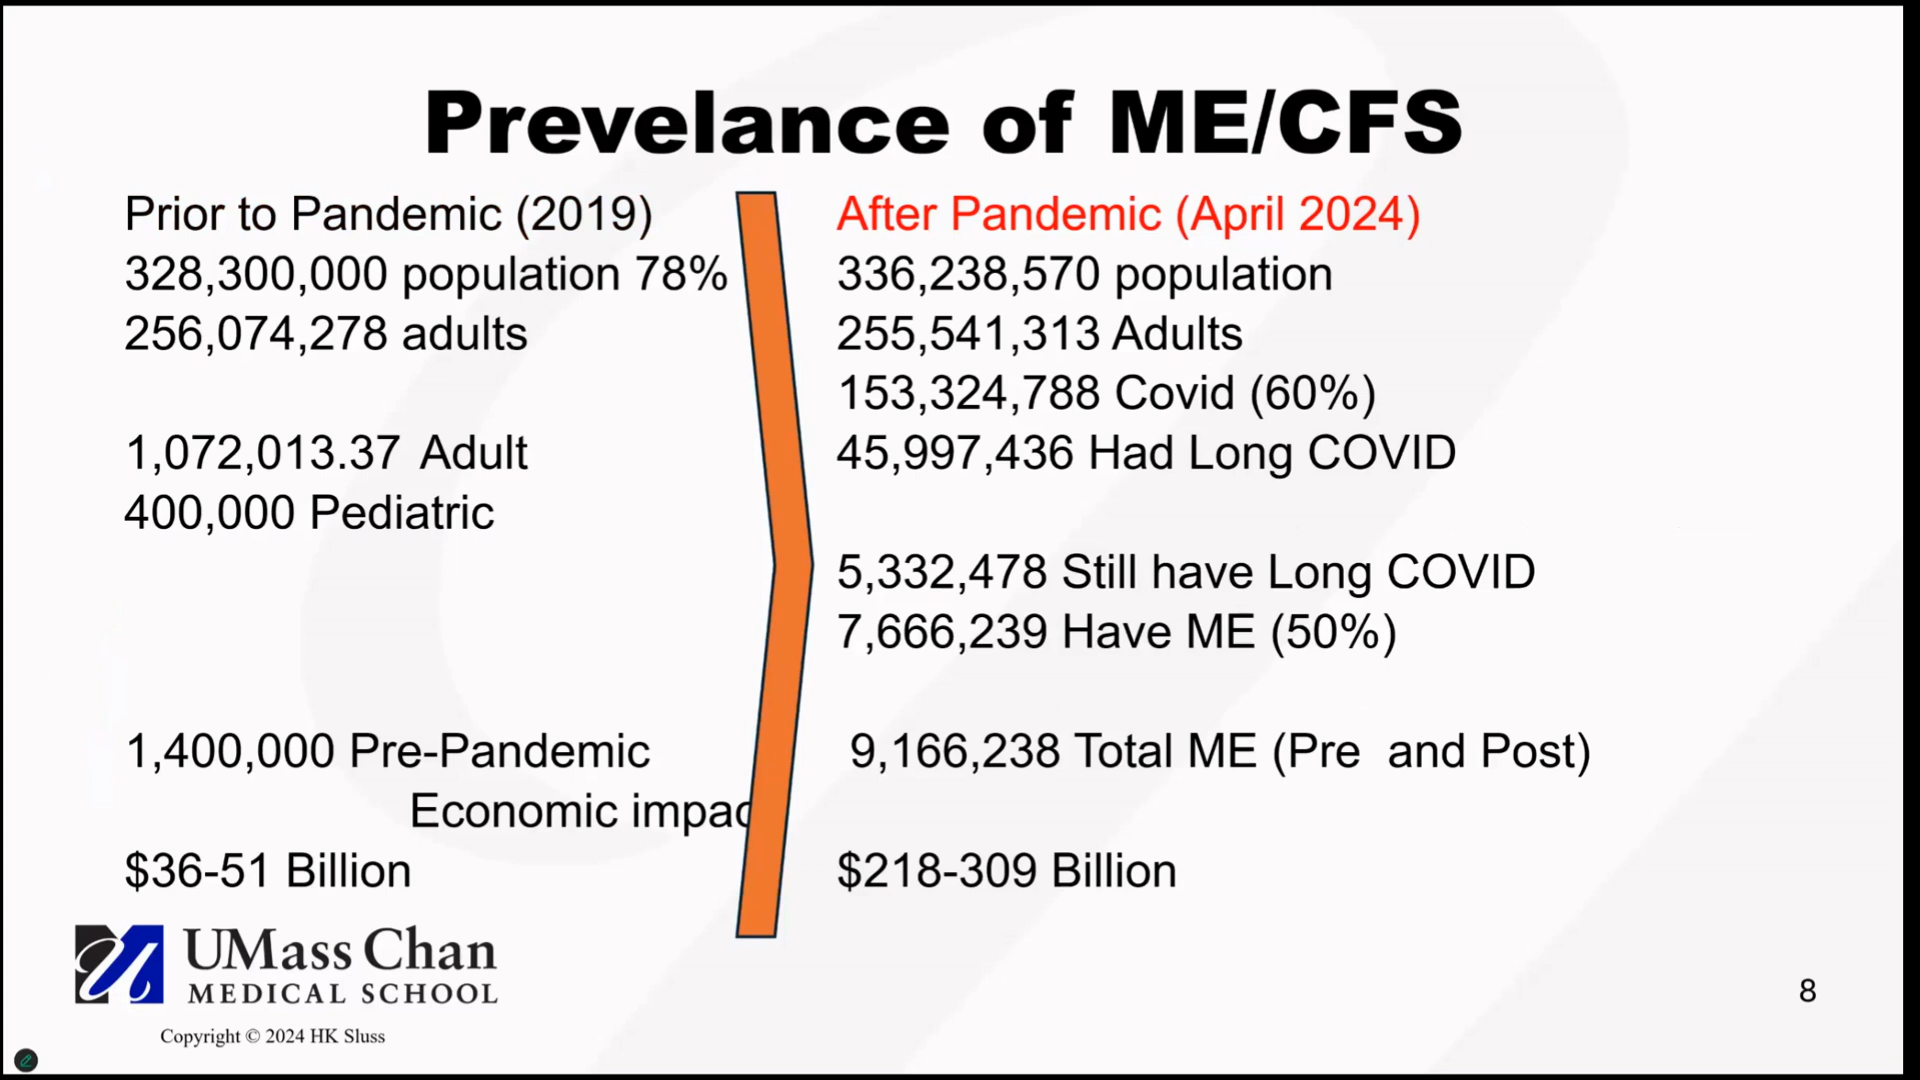 Prevelance of ME/CFS
Prior to Pandemic (2019)
328,300,000 population 78%
256,074,278 adults
1,072,013.37 Adult
400,000 Pediatric
1,400,000 Pre-Pandemic
Economic impac
$36-51 Billion
After Pandemic (April 2024)
336,238,570 population
255,541,313 Adults
153,324,788 Covid (60%)
45,997,436 Had Long COVID
5,332,478 Still have Long COVID
7,666,239 Have ME (50%)
9,166,238 Total ME (Pre and Post)
$218-309 Billion
UMass Chan
MEDICAL SCHOOL
Copyright © 2024 HK Sluss
8